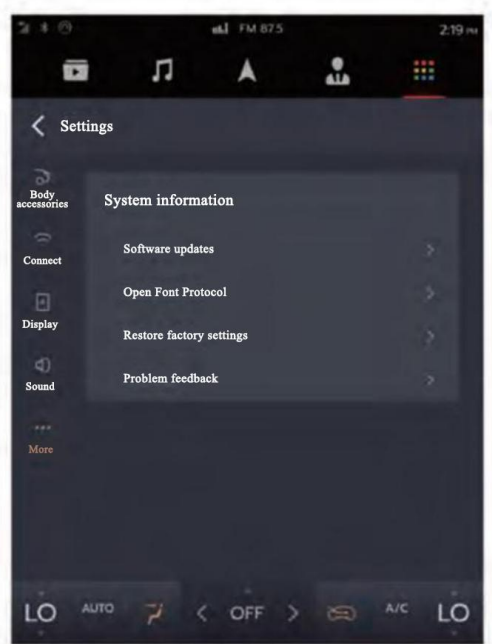 FM 87.5
2:19 PM
Settings
Body
accessories
System information
Software updates
Connect
Open Font Protocol
Display
Restore factory settings
Sound
Problem feedback
More
LO
AUTO
OFF
A/C
LO